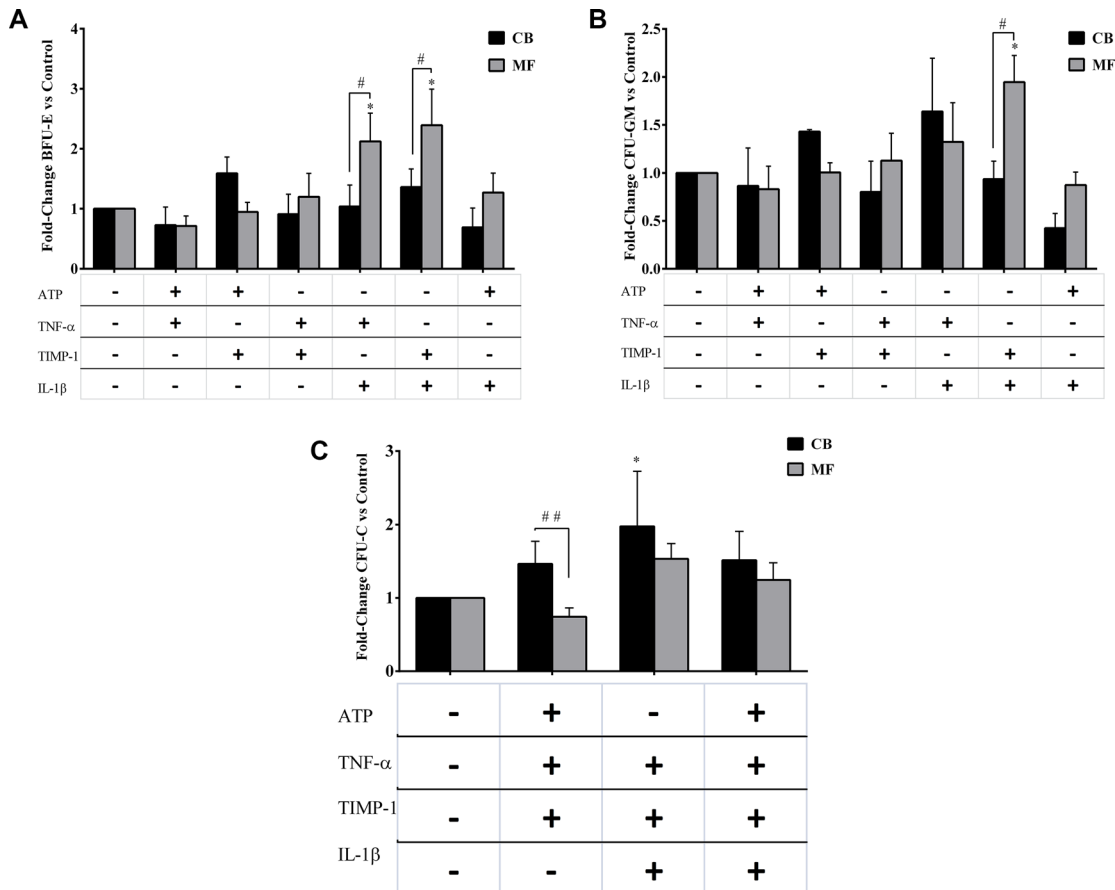 A
Fold-Change BFU-E vs Control
5
4
3
2
1
0
CB
MF
#
*
#
*
ATP - + + - - - +
TNF-α - + - + + - -
TIMP-1 - - + + - + -
IL-1β - - - - + + +
B
Fold-Change CFU-GM vs Control
2.5
2.0
1.5
1.0
0.5
0.0
CB
MF
#
*
ATP - + + - - - +
TNF-α - + - + + - -
TIMP-1 - - + + - + -
IL-1β - - - - + + +
C
Fold-Change CFU-C vs Control
3
2
1
0
CB
MF
# #
*
ATP - + - +
TNF-α - + + +
TIMP-1 - + + +
IL-1β - - + +